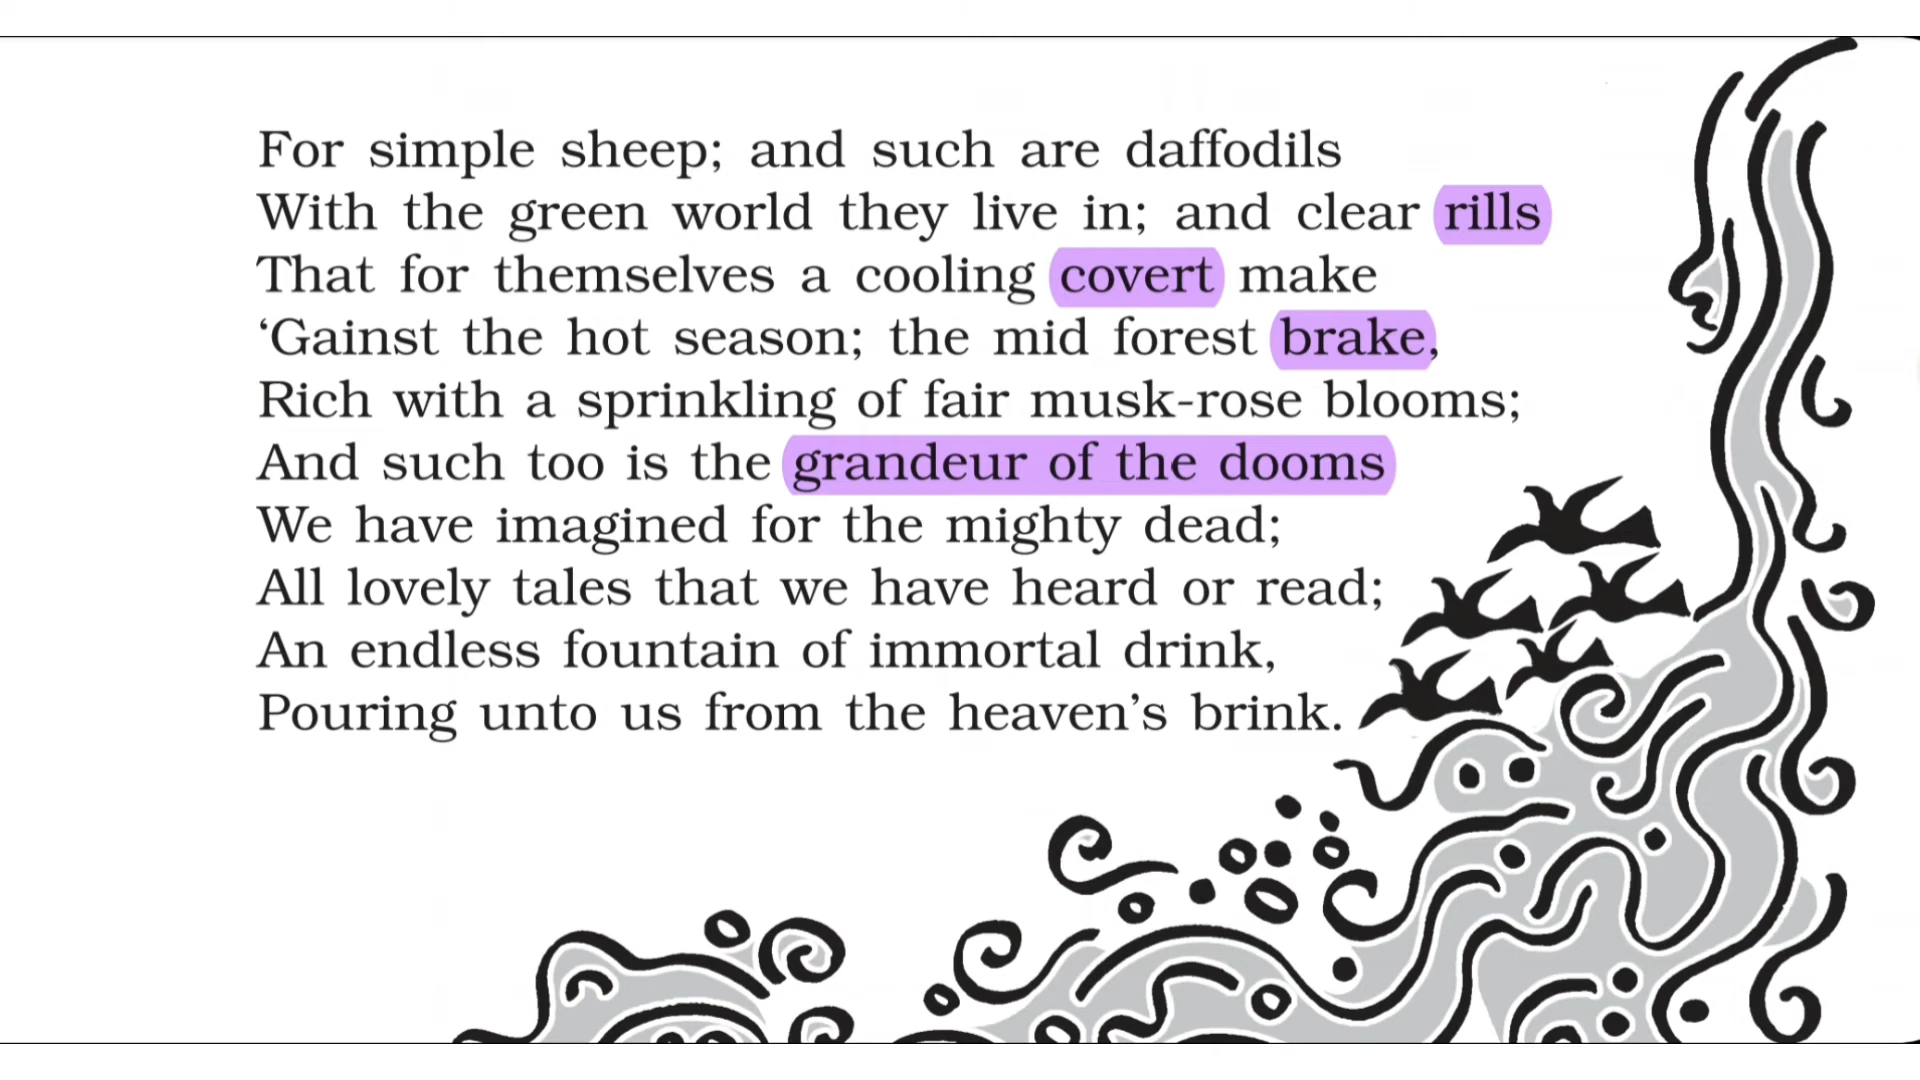 For simple sheep; and such are daffodils
With the green world they live in; and clear rills
That for themselves a cooling covert make
‘Gainst the hot season; the mid forest brake,
Rich with a sprinkling of fair musk-rose blooms;
And such too is the grandeur of the dooms
We have imagined for the mighty dead;
All lovely tales that we have heard or read;
An endless fountain of immortal drink,
Pouring unto us from the heaven’s brink.